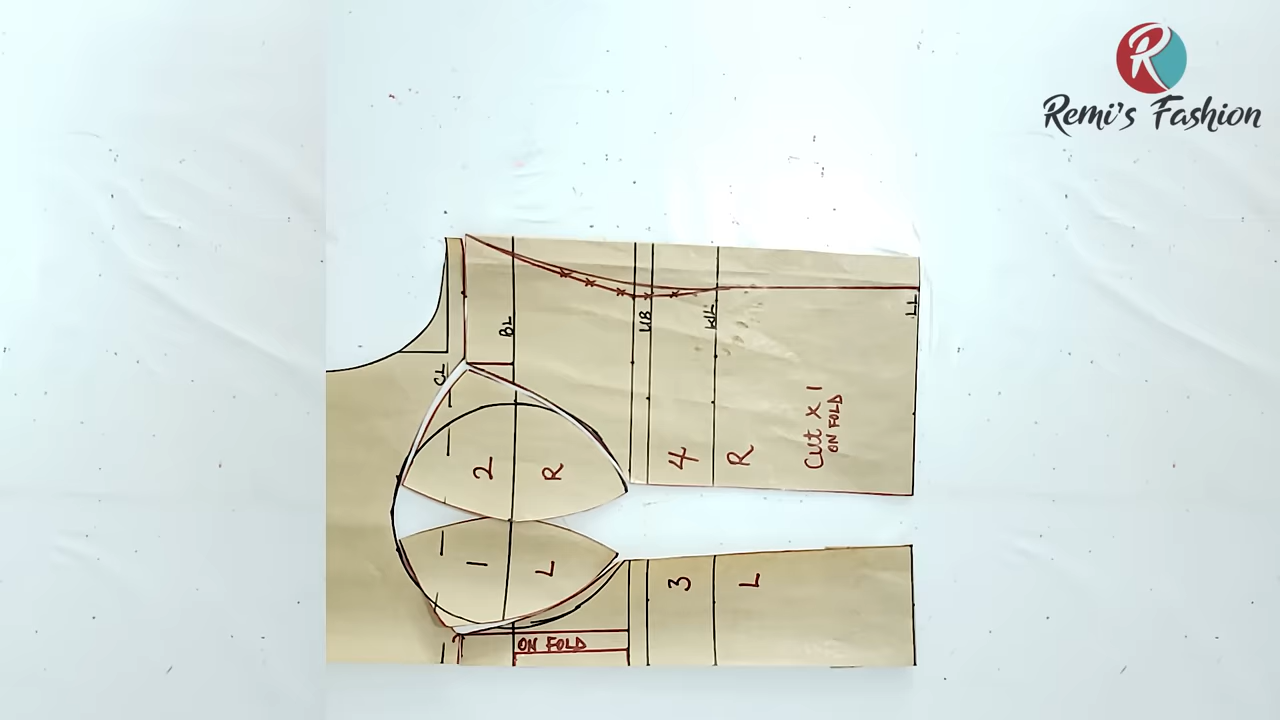 R
Remi's Fashion
CL
BL
UB
WL
LL
2
R
4
R
Cut X 1
ON FOLD
1
L
3
L
ON FOLD